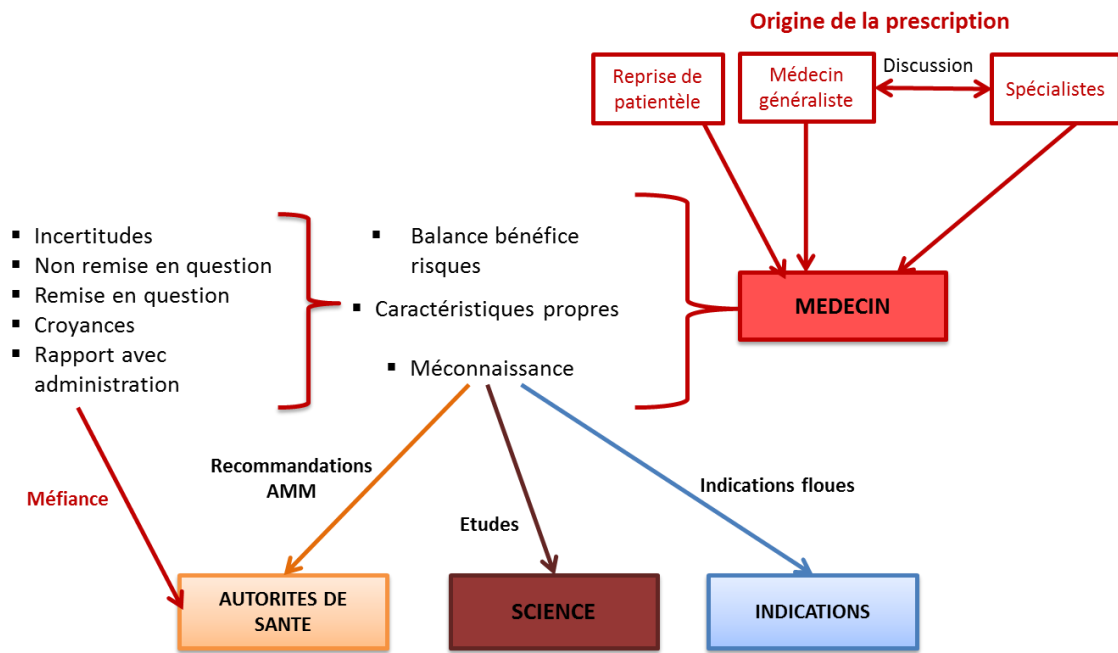 Origine de la prescription
Reprise de
patientèle
Médecin
généraliste
Discussion
Spécialistes
▪ Incertitudes
▪ Non remise en question
▪ Remise en question
▪ Croyances
▪ Rapport avec
administration
▪ Balance bénéfice
risques
▪ Caractéristiques propres
▪ Méconnaissance
MEDECIN
Méfiance
Recommandations
AMM
Etudes
Indications floues
AUTORITES DE
SANTE
SCIENCE
INDICATIONS